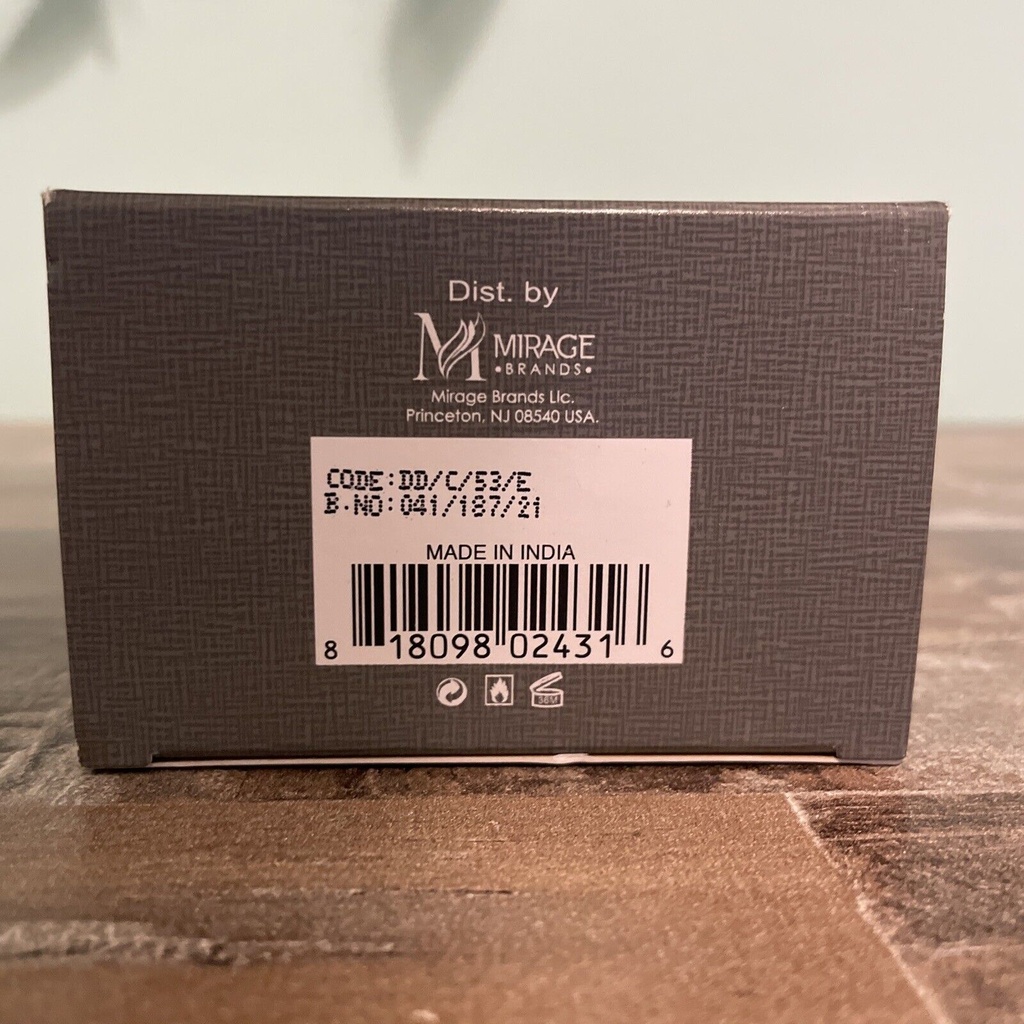 Dist. by
M MIRAGE
•BRANDS•
Mirage Brands Llc.
Princeton, NJ 08540 USA.
CODE:DD/C/53/E
B.NO:041/187/21
MADE IN INDIA
8 18098 02431 6
36M